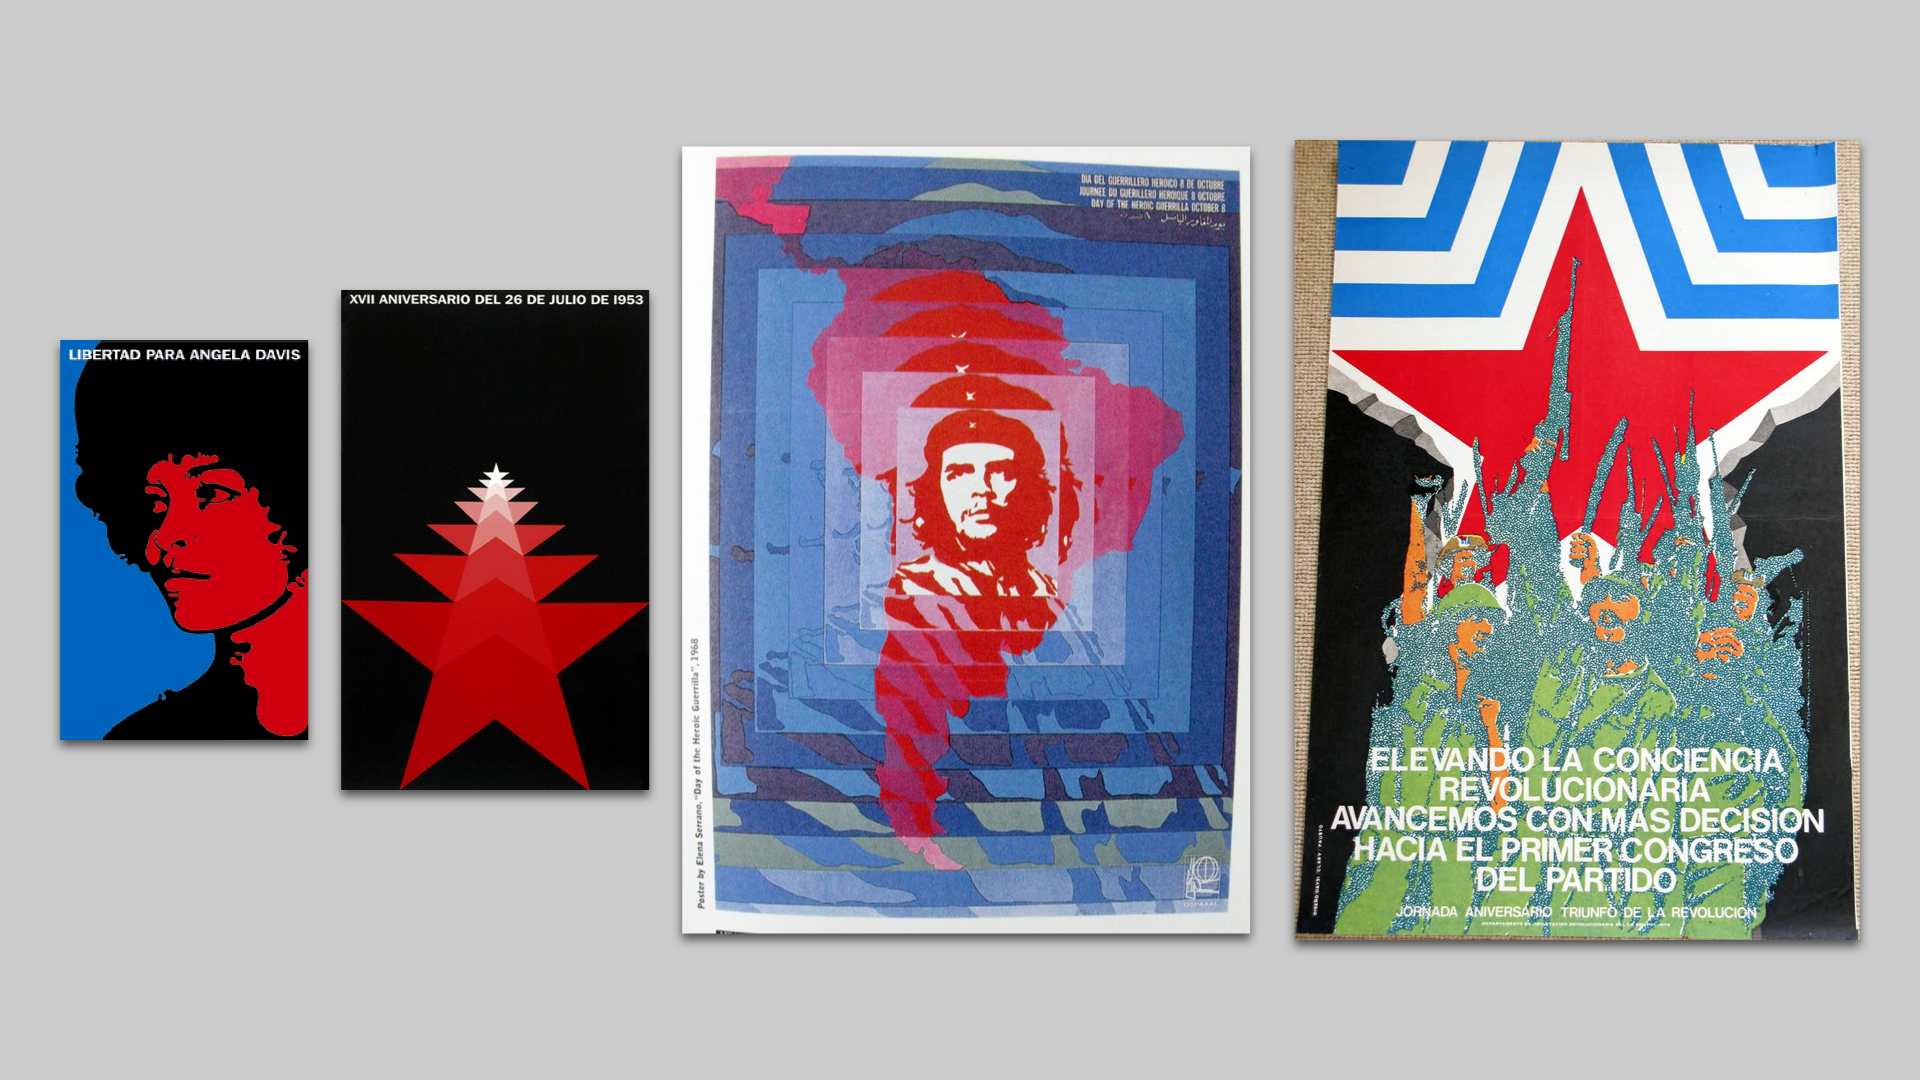 LIBERTAD PARA ANGELA DAVIS
XVII ANIVERSARIO DEL 26 DE JULIO DE 1953
DIA DEL GUERRILLERO HEROICO 8 DE OCTUBRE
JOURNEE DU GUERILLERO HEROIQUE 8 OCTOBRE
DAY OF THE HEROIC GUERRILLA OCTOBER 8
Poster by Elena Serrano, "Day of the Heroic Guerrilla", 1968
OSPAAAL
ELEVANDO LA CONCIENCIA
REVOLUCIONARIA
AVANCEMOS CON MAS DECISION
HACIA EL PRIMER CONGRESO
DEL PARTIDO
JORNADA ANIVERSARIO TRIUNFO DE LA REVOLUCION